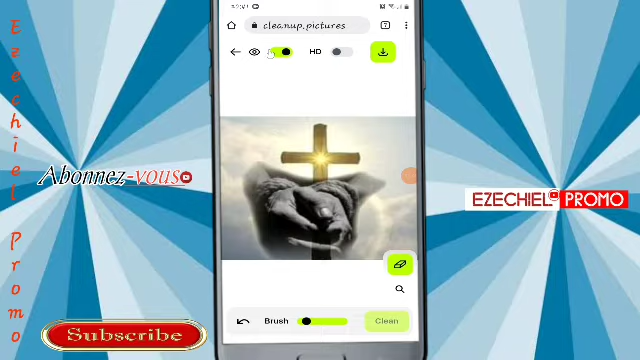 cleanup.pictures
HD
Ezechiel Promo
Abonnez-vous
EZECHIEL PROMO
Brush
Clean
Subscribe